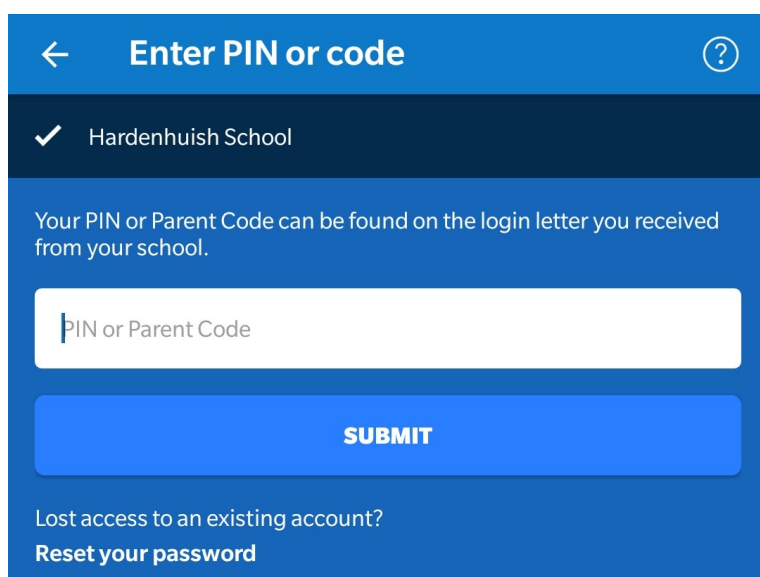 Enter PIN or code
?
Hardenhuish School
Your PIN or Parent Code can be found on the login letter you received
from your school.
PIN or Parent Code
SUBMIT
Lost access to an existing account?
Reset your password